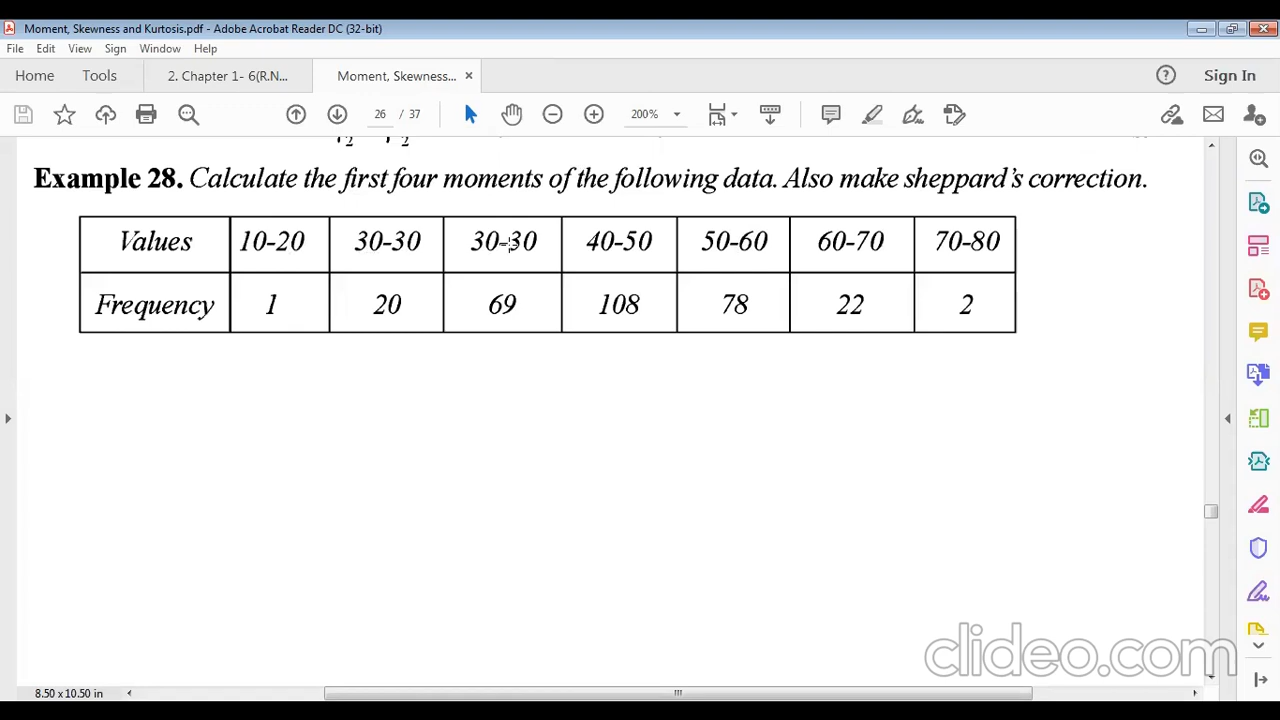 Moment, Skewness and Kurtosis.pdf - Adobe Acrobat Reader DC (32-bit)
File Edit View Sign Window Help
Home Tools 2. Chapter 1- 6(R.N... Moment, Skewness... × Sign In
26 / 37 200%
Example 28. Calculate the first four moments of the following data. Also make sheppard's correction.
Values 10-20 30-30 30-30 40-50 50-60 60-70 70-80
Frequency 1 20 69 108 78 22 2
clideo.com
8.50 x 10.50 in